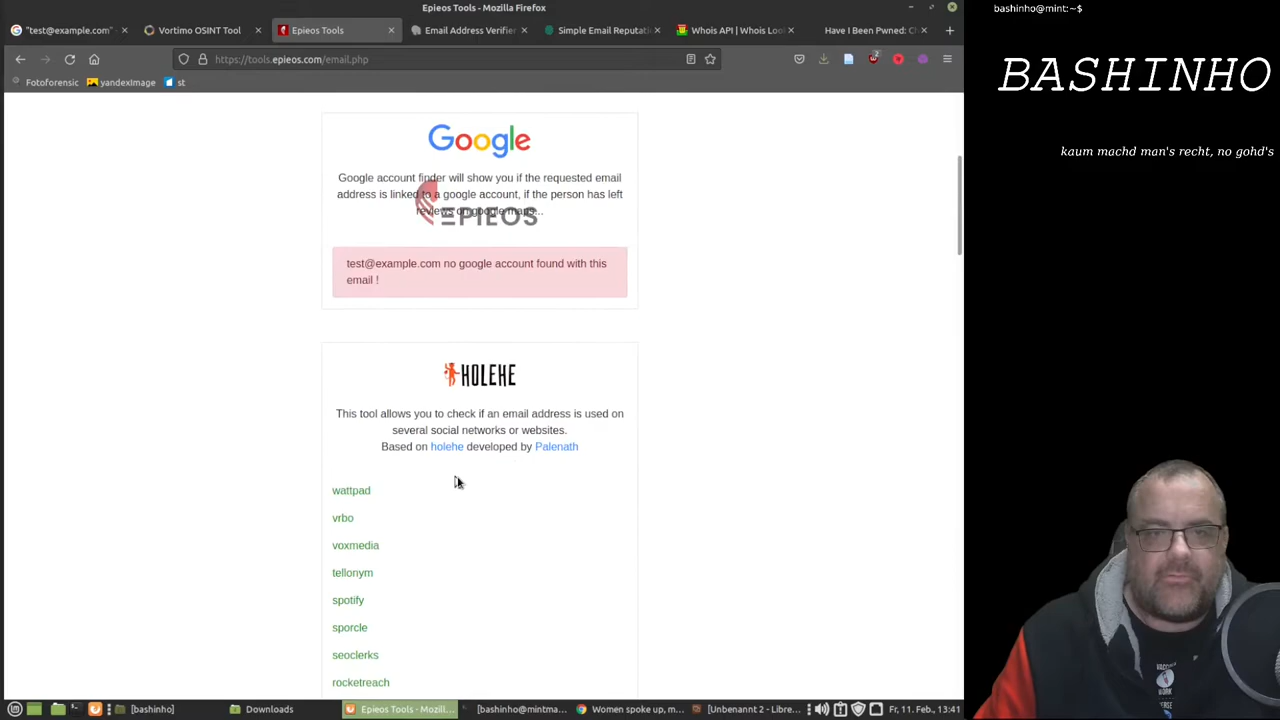 Epieos Tools - Mozilla Firefox
bashinho@mint:~$
"test@example.com"
Vortimo OSINT Tool
Epieos Tools
Email Address Verifier
Simple Email Reputati
Whois API | Whois Loo
Have I Been Pwned: C
https://tools.epieos.com/email.php
2
Fotoforensic
yandexImage
st
BASHINHO
kaum machd man's recht, no gohd's
Google
Google account finder will show you if the requested email
address is linked to a google account, if the person has left
reviews on google maps...
EPIEOS
test@example.com no google account found with this
email !
HOLEHE
This tool allows you to check if an email address is used on
several social networks or websites.
Based on holehe developed by Palenath
wattpad
vrbo
voxmedia
tellonym
spotify
sporcle
seoclerks
rocketreach
[bashinho]
Downloads
Epieos Tools - Mozill...
[bashinho@mintma...
Women spoke up, m...
[Unbenannt 2 - Libre...
Fr, 11. Feb., 13:41